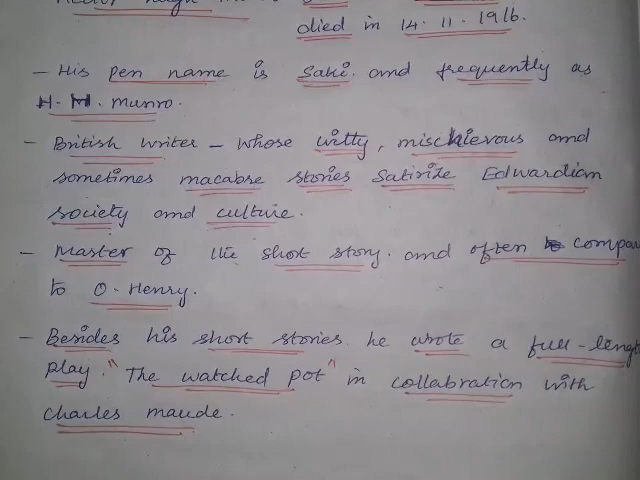 died in 14.11.1916.
- His pen name is Saki. and frequently as
H.H. munro.
- British writer - whose witty, mischievous and
sometimes macabre stories Satirize Edwardian
society and culture.
- Master of the short story. and often compa
to O. Henry.
- Besides his short stories he wrote a full-length
play. "The watched pot" in collabration with
charles maude.